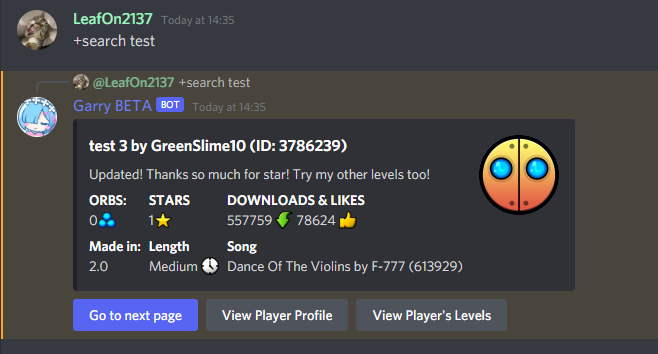 LeafOn2137 Today at 14:35
+search test
@LeafOn2137 +search test
Garry BETA BOT Today at 14:35
test 3 by GreenSlime10 (ID: 3786239)
Updated! Thanks so much for star! Try my other levels too!
ORBS: STARS DOWNLOADS & LIKES
0 1 557759 78624
Made in: Length Song
2.0 Medium Dance Of The Violins by F-777 (613929)
Go to next page View Player Profile View Player's Levels